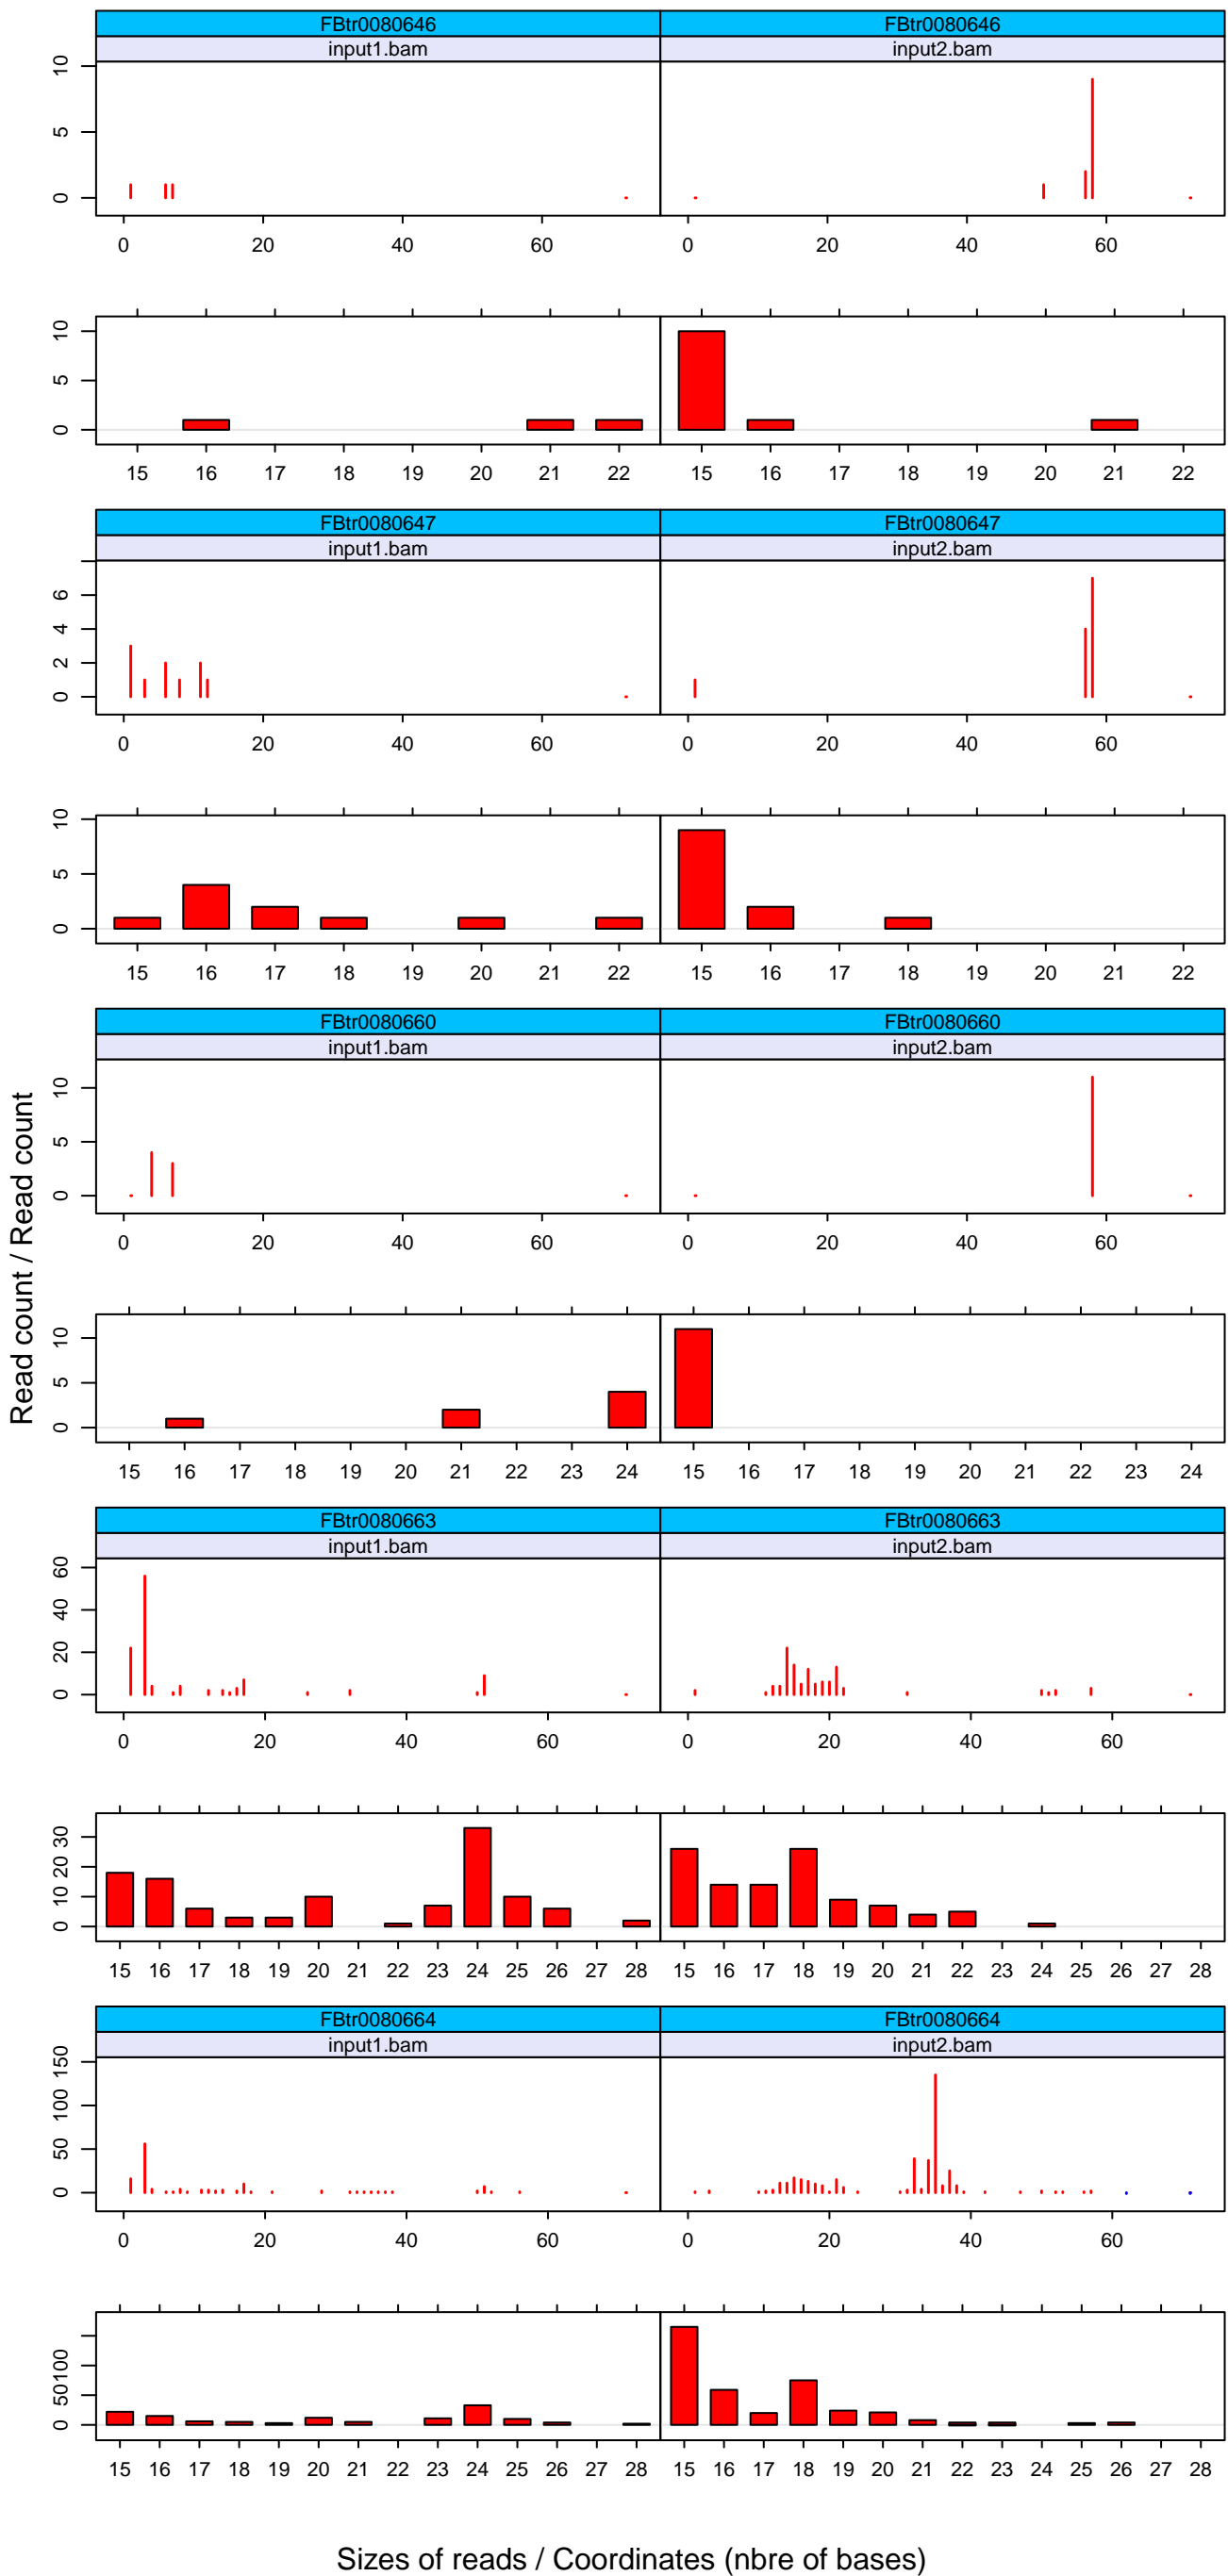 FBtr0080646 FBtr0080646
input1.bam input2.bam
10
5
0
0 20 40 60 0 20 40 60
10
5
0
15 16 17 18 19 20 21 22 15 16 17 18 19 20 21 22
FBtr0080647 FBtr0080647
input1.bam input2.bam
6
4
2
0
0 20 40 60 0 20 40 60
10
5
0
15 16 17 18 19 20 21 22 15 16 17 18 19 20 21 22
FBtr0080660 FBtr0080660
input1.bam input2.bam
10
5
0
0 20 40 60 0 20 40 60
Read count / Read count
10
5
0
15 16 17 18 19 20 21 22 23 24 15 16 17 18 19 20 21 22 23 24
FBtr0080663 FBtr0080663
input1.bam input2.bam
60
40
20
0
0 20 40 60 0 20 40 60
30
20
10
0
15 16 17 18 19 20 21 22 23 24 25 26 27 28 15 16 17 18 19 20 21 22 23 24 25 26 27 28
FBtr0080664 FBtr0080664
input1.bam input2.bam
150
100
50
0
0 20 40 60 0 20 40 60
100
50
0
15 16 17 18 19 20 21 22 23 24 25 26 27 28 15 16 17 18 19 20 21 22 23 24 25 26 27 28
Sizes of reads / Coordinates (nbre of bases)